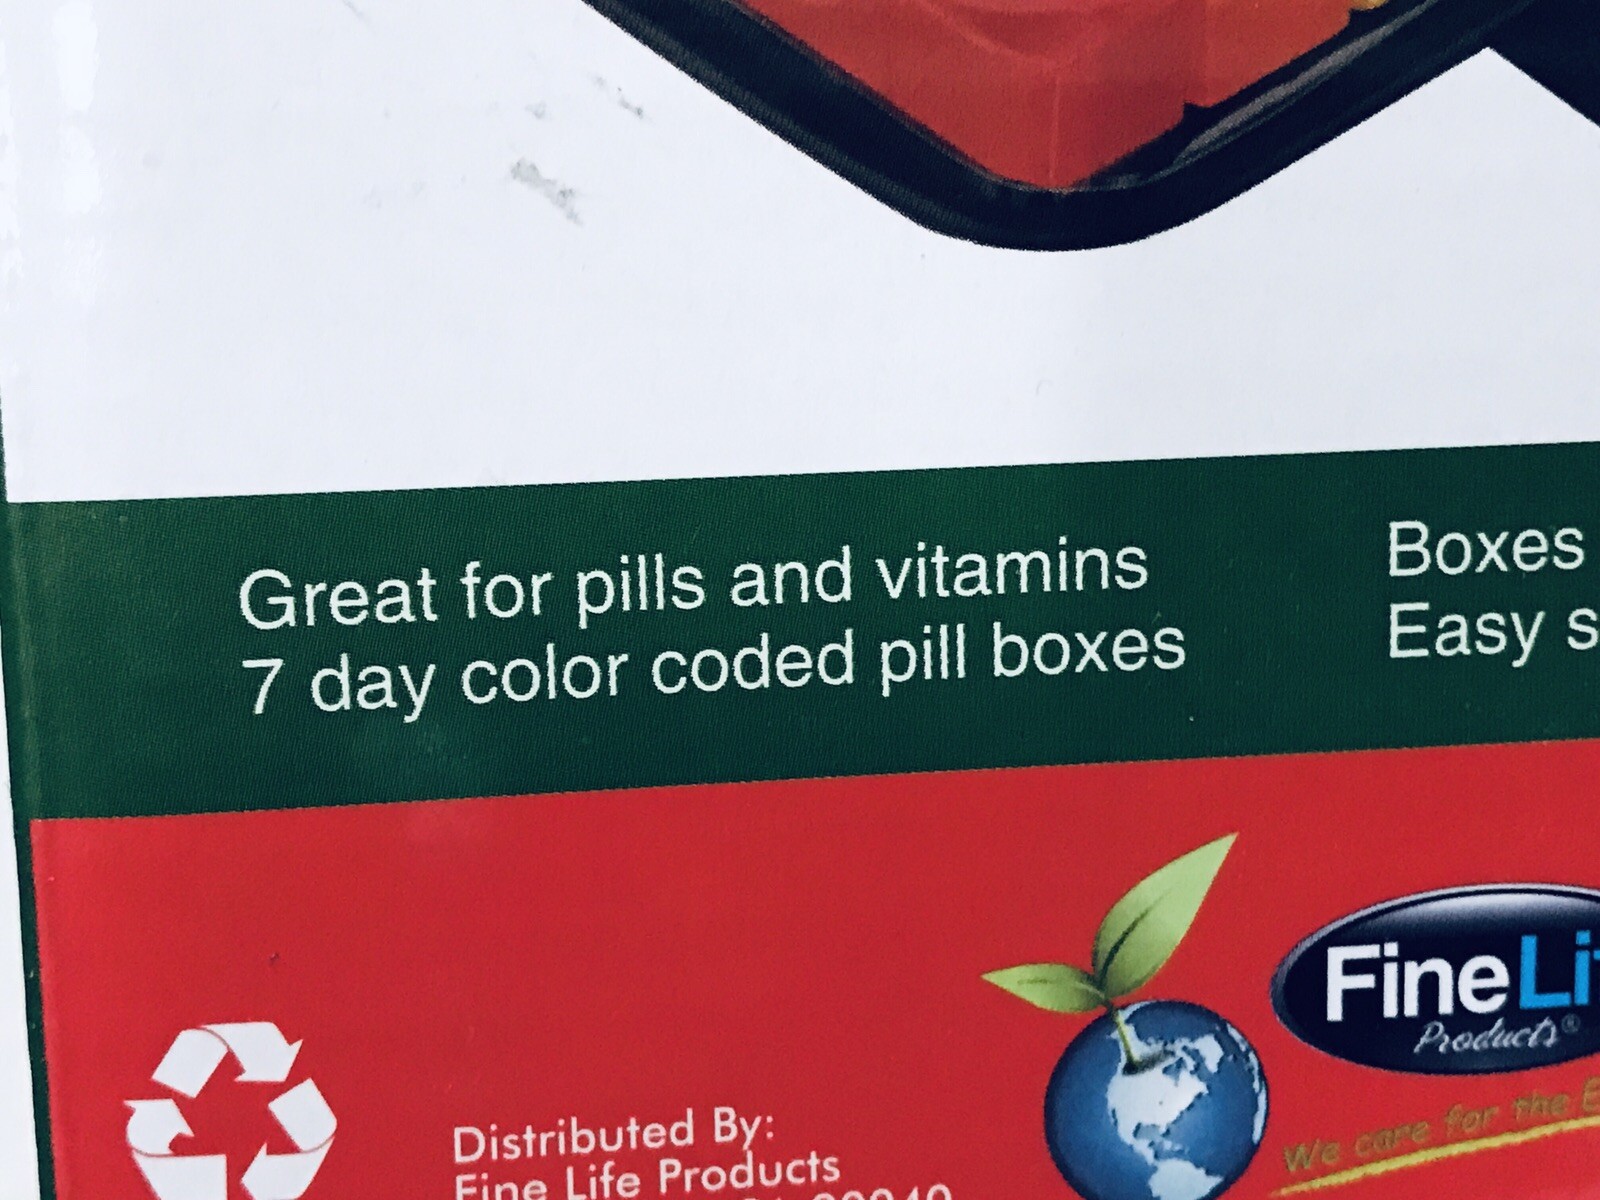 Great for pills and vitamins
7 day color coded pill boxes
Boxes
Easy s
FineLi
Products®
We care for the E
Distributed By:
Fine Life Products